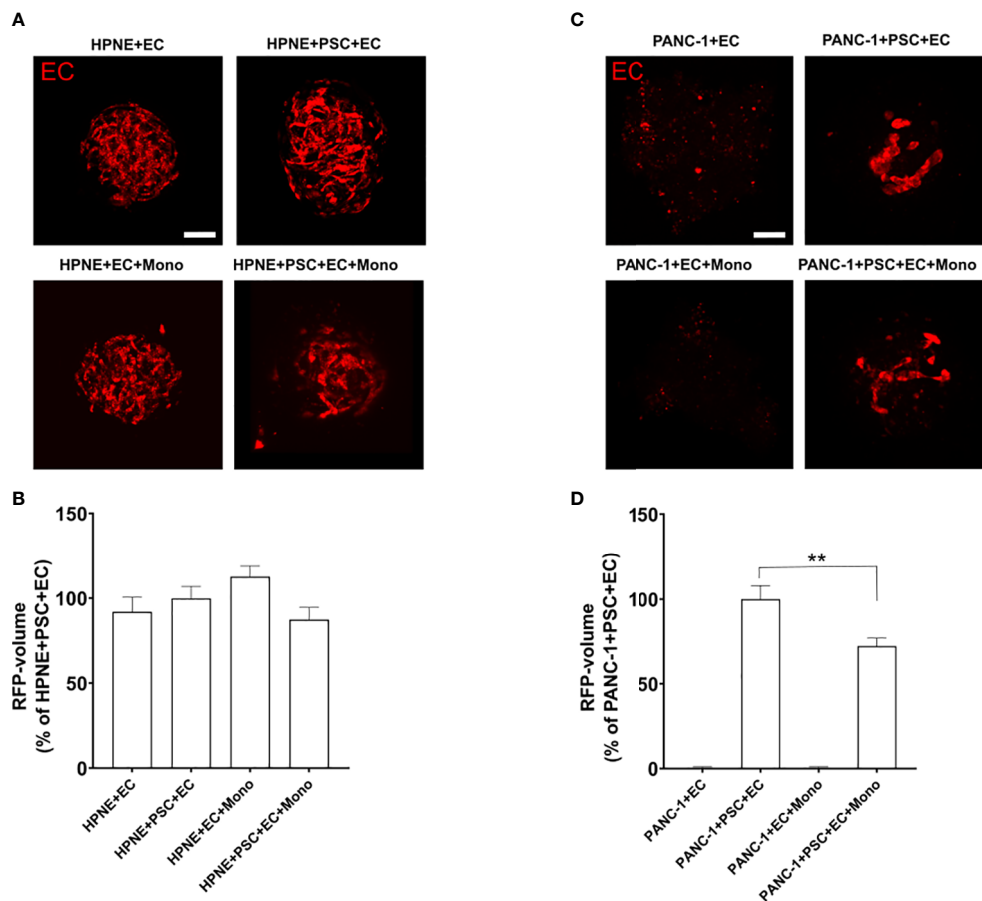 A
HPNE+EC
HPNE+PSC+EC
EC
HPNE+EC+Mono
HPNE+PSC+EC+Mono
B
RFP-volume
(% of HPNE+PSC+EC)
150
100
50
0
HPNE+EC
HPNE+PSC+EC
HPNE+EC+Mono
HPNE+PSC+EC+Mono
C
PANC-1+EC
PANC-1+PSC+EC
EC
PANC-1+EC+Mono
PANC-1+PSC+EC+Mono
D
RFP-volume
(% of PANC-1+PSC+EC)
150
100
50
0
**
PANC-1+EC
PANC-1+PSC+EC
PANC-1+EC+Mono
PANC-1+PSC+EC+Mono